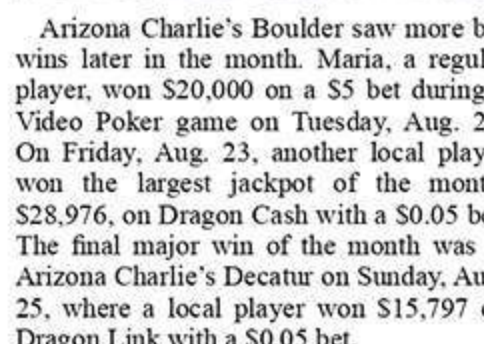 Arizona Charlie's Boulder saw more b
wins later in the month. Maria, a regul
player, won $20,000 on a $5 bet during
Video Poker game on Tuesday, Aug. 2
On Friday, Aug. 23, another local play
won the largest jackpot of the mont
$28,976, on Dragon Cash with a $0.05 be
The final major win of the month was
Arizona Charlie's Decatur on Sunday, Au
25, where a local player won $15,797
Dragon Link with a $0.05 bet.